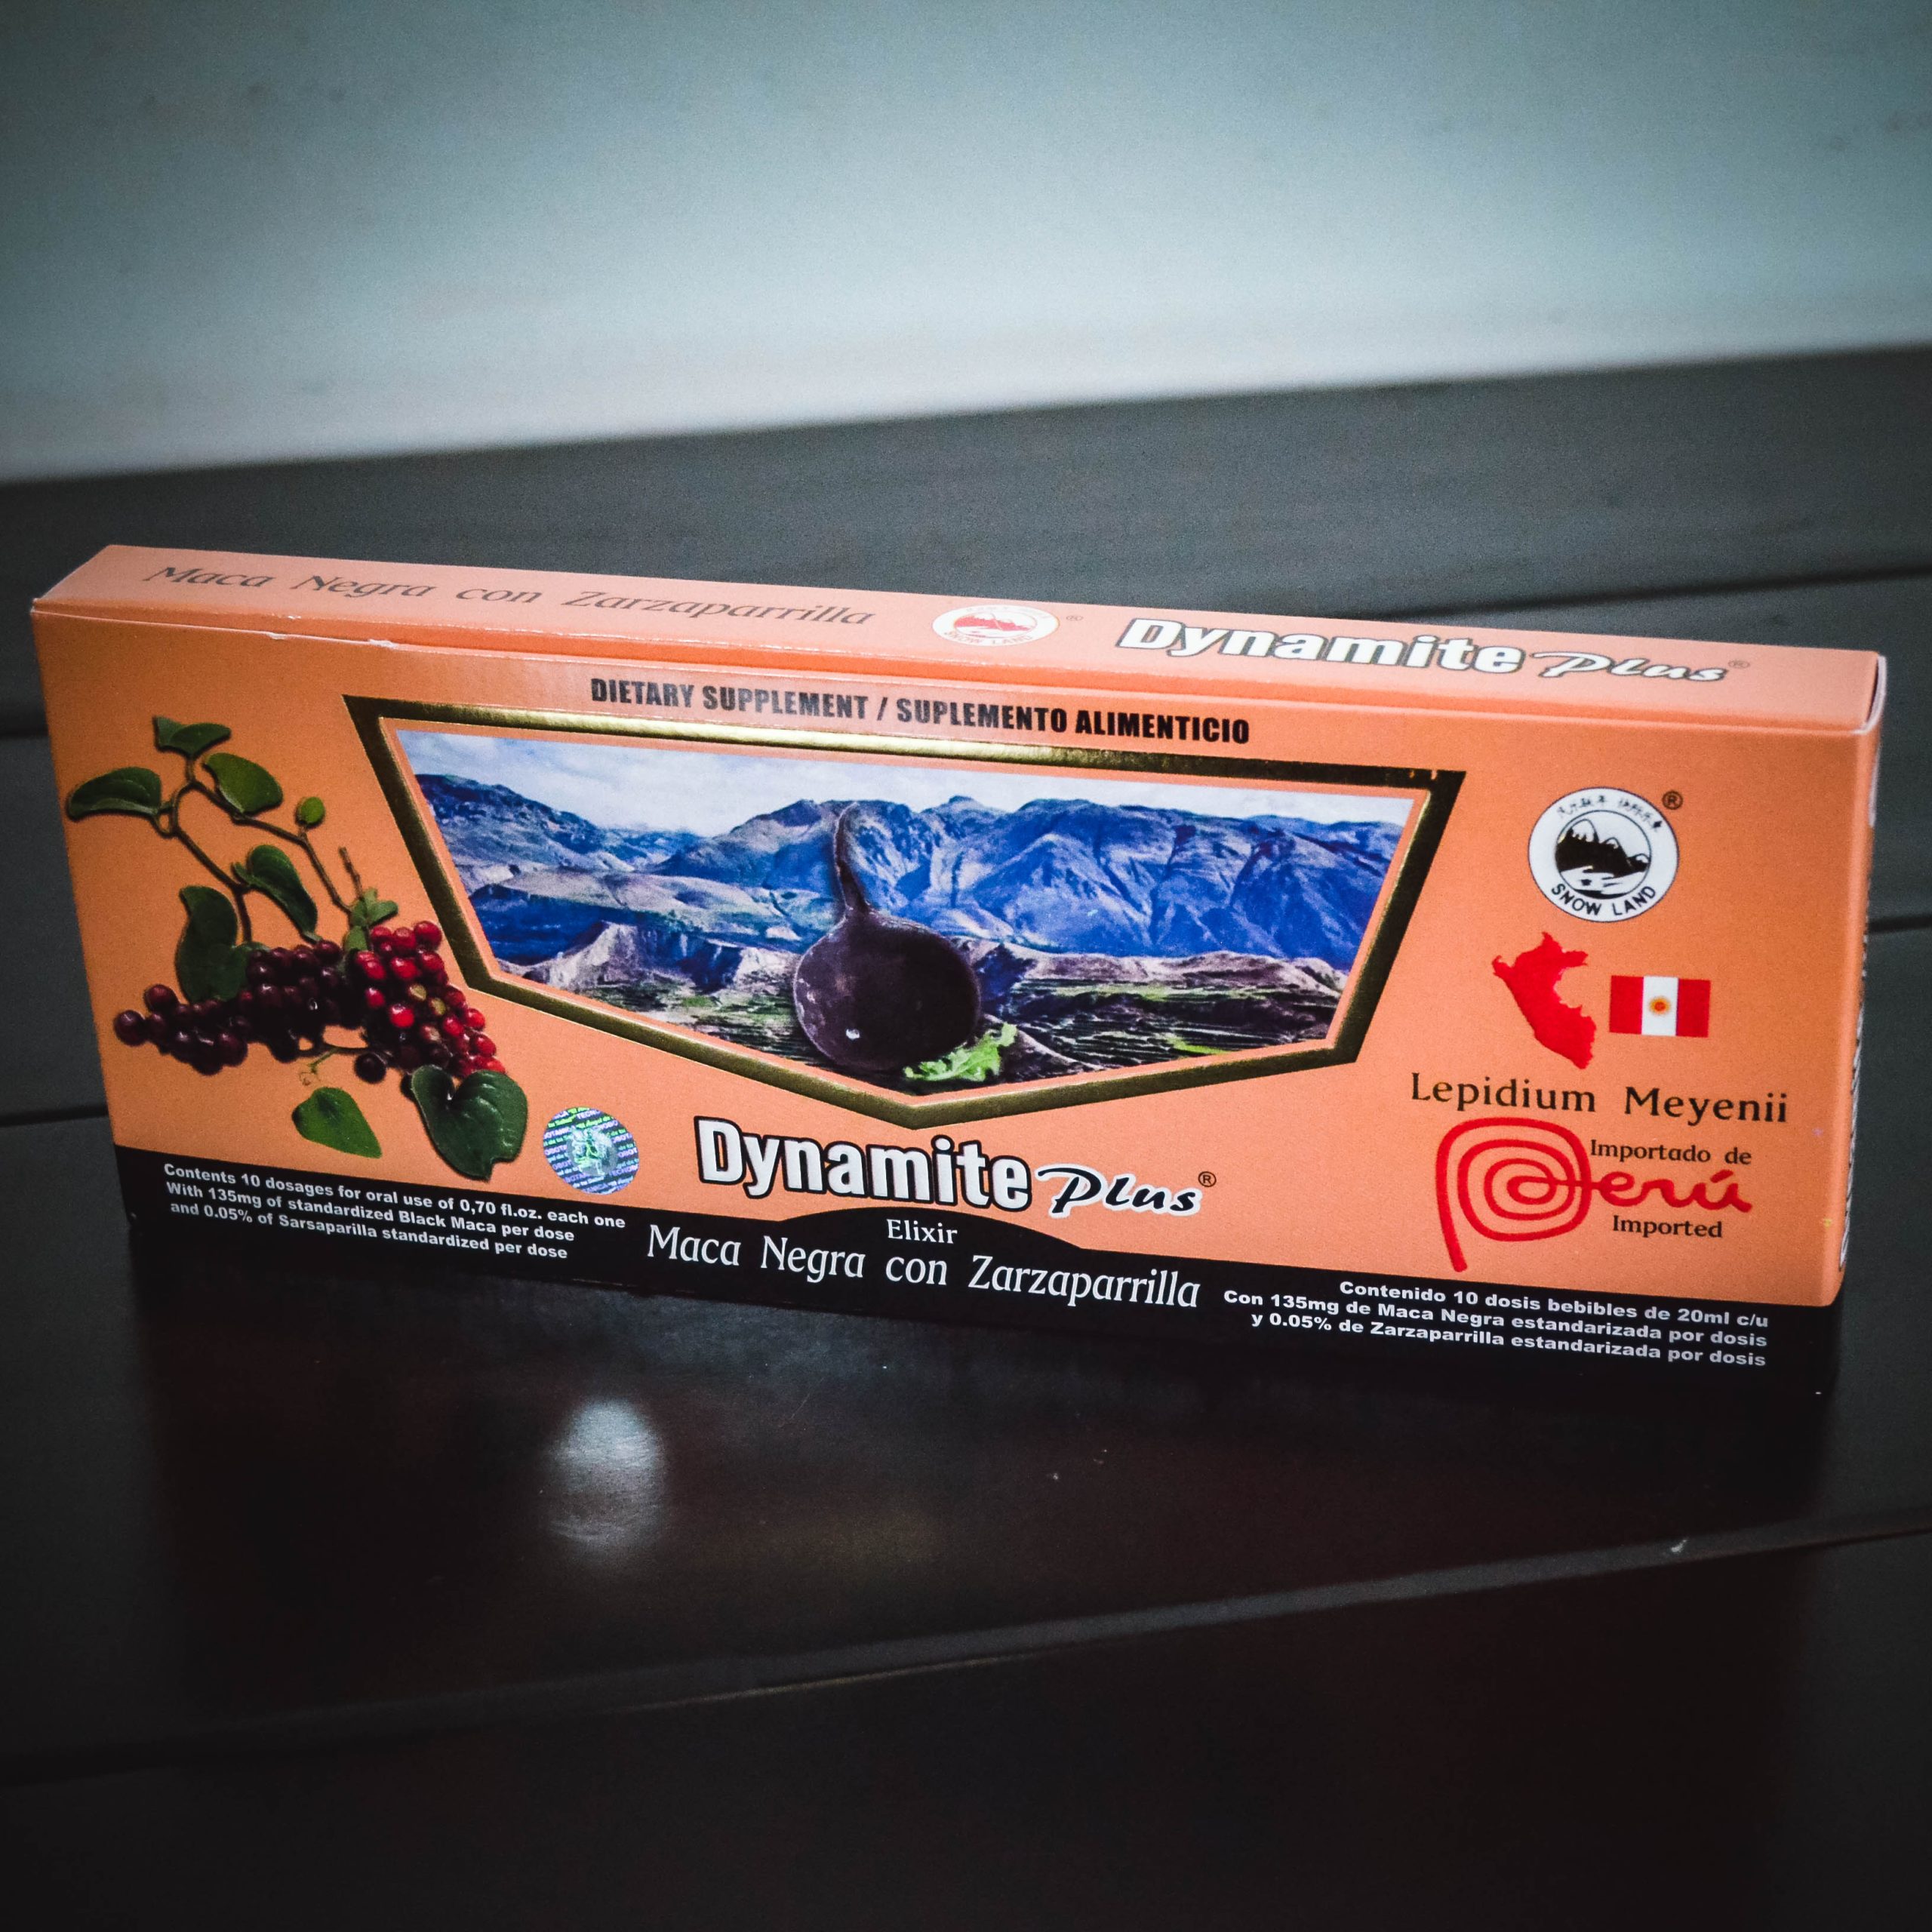 Maca Negra con Zarzaparrilla
SNOW LAND
®
Dynamite Plus®
DIETARY SUPPLEMENT / SUPLEMENTO ALIMENTICIO
®
SNOW LAND
Lepidium Meyenii
Importado de
Perú
Imported
Dynamite Plus®
Elixir
Maca Negra con Zarzaparrilla
Contents 10 dosages for oral use of 0,70 fl.oz. each one
With 135mg of standardized Black Maca per dose
and 0.05% of Sarsaparilla standardized per dose
Contenido 10 dosis bebibles de 20ml c/u
Con 135mg de Maca Negra estandarizada por dosis
y 0.05% de Zarzaparrilla estandarizada por dosis